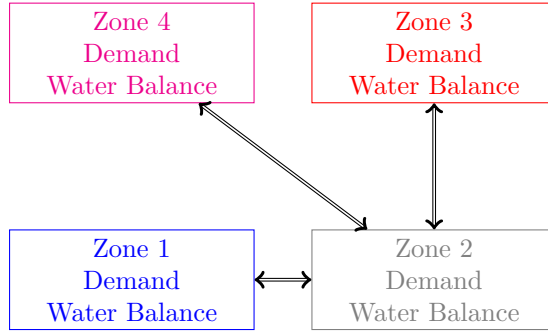 Zone 4
Demand
Water Balance
Zone 3
Demand
Water Balance
Zone 1
Demand
Water Balance
Zone 2
Demand
Water Balance